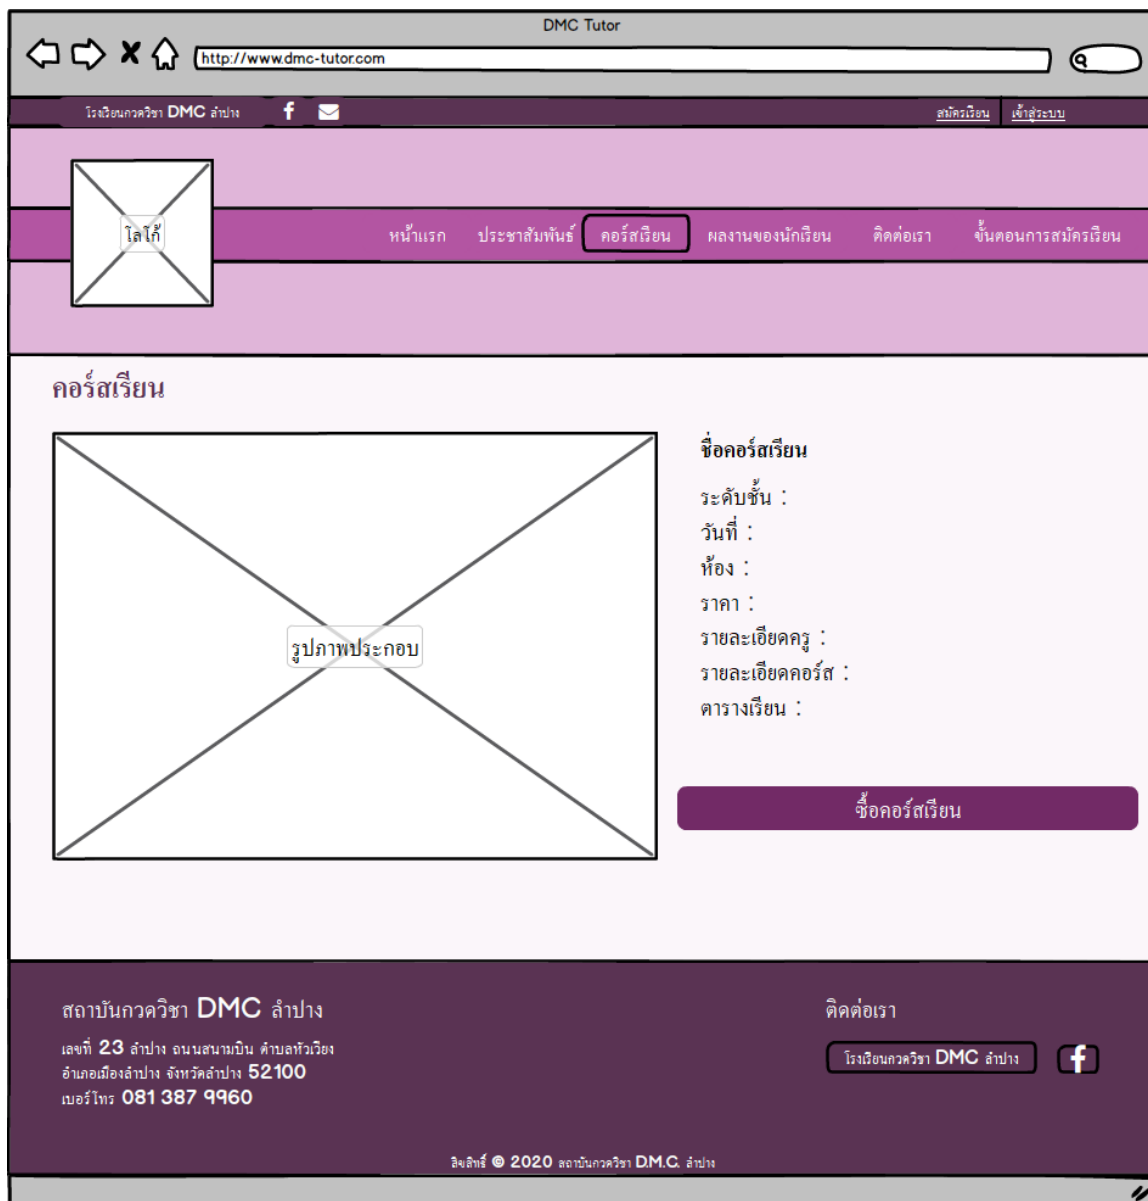 DMC Tutor
http://www.dmc-tutor.com
โรงเรียนกวดวิชา DMC ลำปาง
สมัครเรียน เข้าสู่ระบบ
โลโก้
หน้าแรก ประชาสัมพันธ์ คอร์สเรียน ผลงานของนักเรียน ติดต่อเรา ขั้นตอนการสมัครเรียน
คอร์สเรียน
รูปภาพประกอบ
ชื่อคอร์สเรียน
ระดับชั้น :
วันที่ :
ห้อง :
ราคา :
รายละเอียดครู :
รายละเอียดคอร์ส :
ตารางเรียน :
ซื้อคอร์สเรียน
สถาบันกวดวิชา DMC ลำปาง
เลขที่ 23 ลำปาง ถนนสนามบิน ตำบลหัวเวียง
อำเภอเมืองลำปาง จังหวัดลำปาง 52100
เบอร์โทร 081 387 9960
ติดต่อเรา
โรงเรียนกวดวิชา DMC ลำปาง
ลิขสิทธิ์ © 2020 สถาบันกวดวิชา D.M.C. ลำปาง